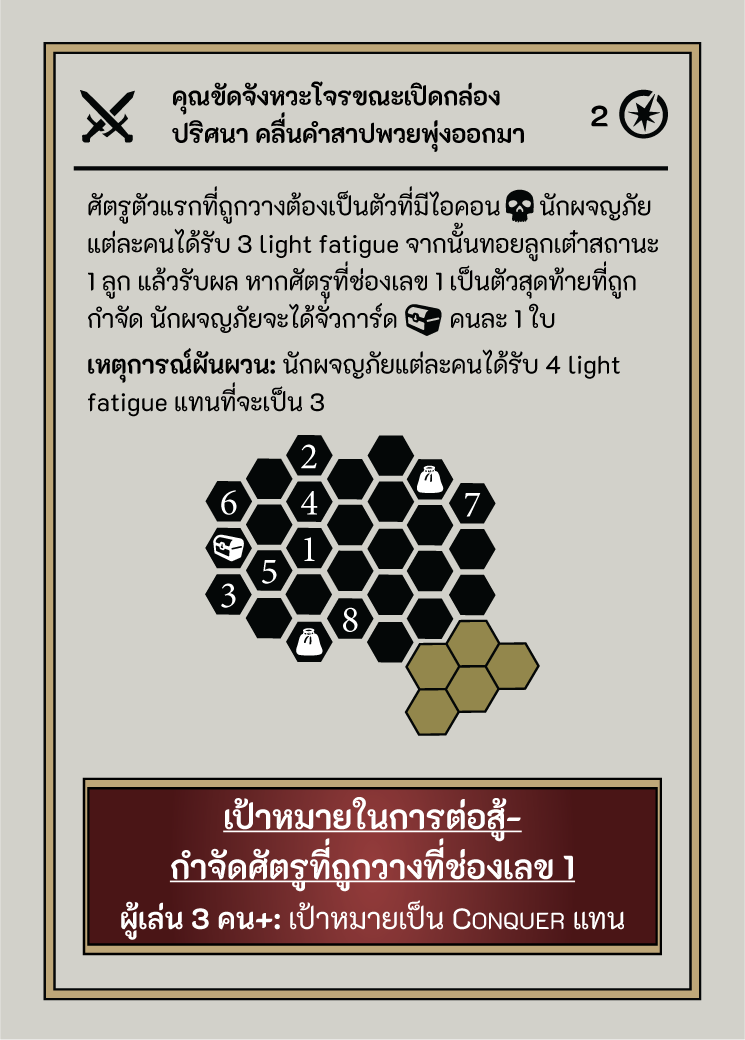 คุณขัดจังหวะโจรขณะเปิดกล่อง
ปริศนา คลื่นคำสาปพวยพุ่งออกมา
2
ศัตรูตัวแรกที่ถูกวางต้องเป็นตัวที่มีไอคอน นักผจญภัย
แต่ละคนได้รับ 3 light fatigue จากนั้นทอยลูกเต๋าสถานะ
1 ลูก แล้วรับผล หากศัตรูที่ช่องเลข 1 เป็นตัวสุดท้ายที่ถูก
กำจัด นักผจญภัยจะได้จั่วการ์ด คนละ 1 ใบ
เหตุการณ์ผันผวน: นักผจญภัยแต่ละคนได้รับ 4 light
fatigue แทนที่จะเป็น 3
2
6 4 7
1
5
3
8
เป้าหมายในการต่อสู้-
กำจัดศัตรูที่ถูกวางที่ช่องเลข 1
ผู้เล่น 3 คน+: เป้าหมายเป็น CONQUER แทน